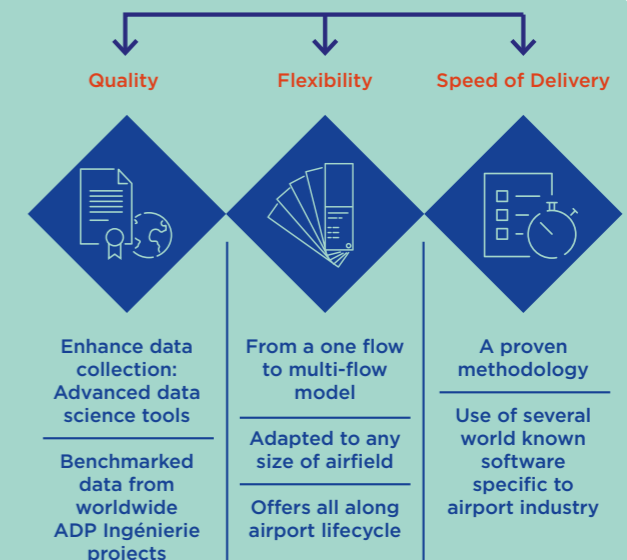 Quality
Enhance data
collection:
Advanced data
science tools
Benchmarked
data from
worldwide
ADP Ingénierie
projects
Flexibility
From a one flow
to multi-flow
model
Adapted to any
size of airfield
Offers all along
airport lifecycle
Speed of Delivery
A proven
methodology
Use of several
world known
software
specific to
airport industry